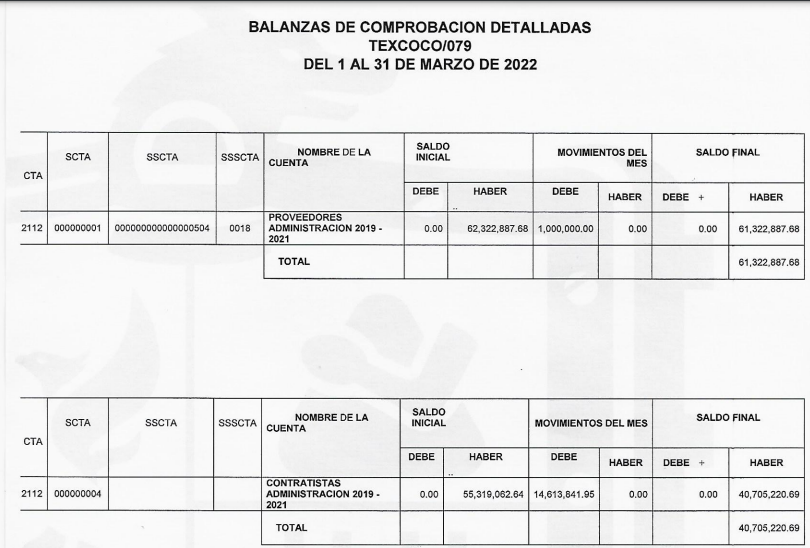 BALANZAS DE COMPROBACION DETALLADAS
TEXCOCO/079
DEL 1 AL 31 DE MARZO DE 2022
CTA SCTA SSCTA SSSCTA NOMBRE DE LA CUENTA SALDO INICIAL MOVIMIENTOS DEL MES SALDO FINAL
DEBE HABER DEBE HABER DEBE + HABER
2112 000000001 000000000000000504 0018 PROVEEDORES ADMINISTRACION 2019 - 2021 0.00 62,322,887.68 1,000,000.00 0.00 0.00 61,322,887.68
TOTAL 61,322,887.68
CTA SCTA SSCTA SSSCTA NOMBRE DE LA CUENTA SALDO INICIAL MOVIMIENTOS DEL MES SALDO FINAL
DEBE HABER DEBE HABER DEBE + HABER
2112 000000004 CONTRATISTAS ADMINISTRACION 2019 - 2021 0.00 55,319,062.64 14,613,841.95 0.00 0.00 40,705,220.69
TOTAL 40,705,220.69